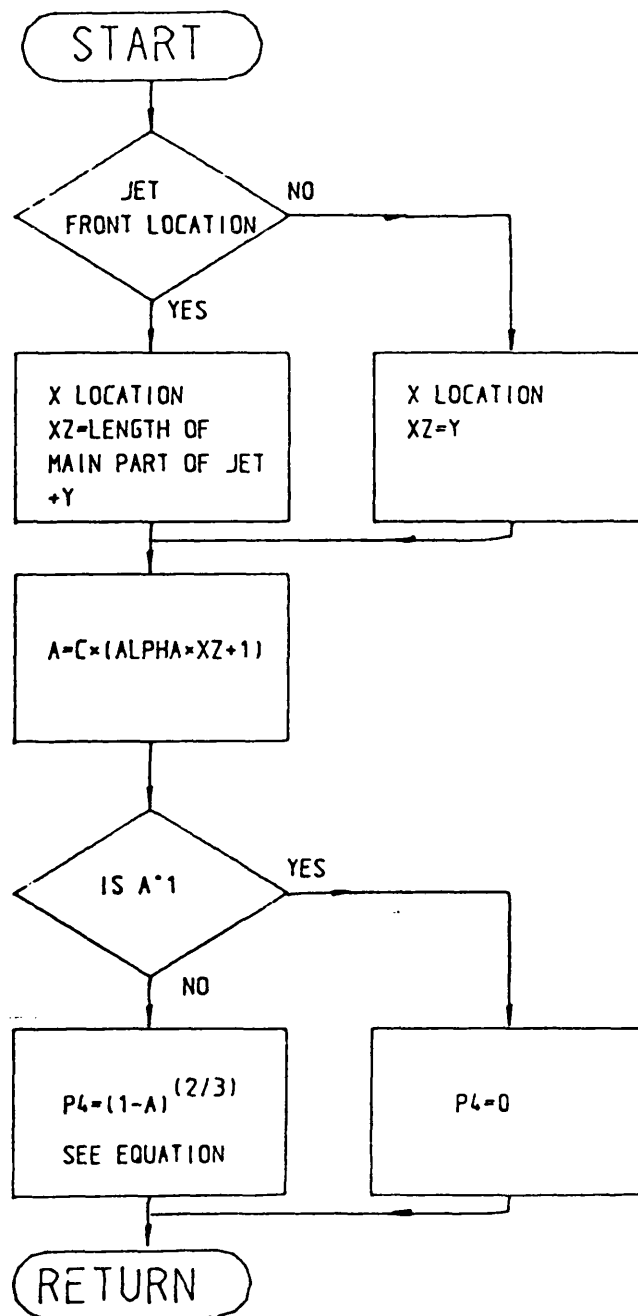 START
JET
FRONT LOCATION
NO
YES
X LOCATION
XZ=LENGTH OF
MAIN PART OF JET
+Y
X LOCATION
XZ=Y
A=C×(ALPHA×XZ+1)
IS A 1
YES
NO
P4=(1-A)^(2/3)
SEE EQUATION
P4=0
RETURN